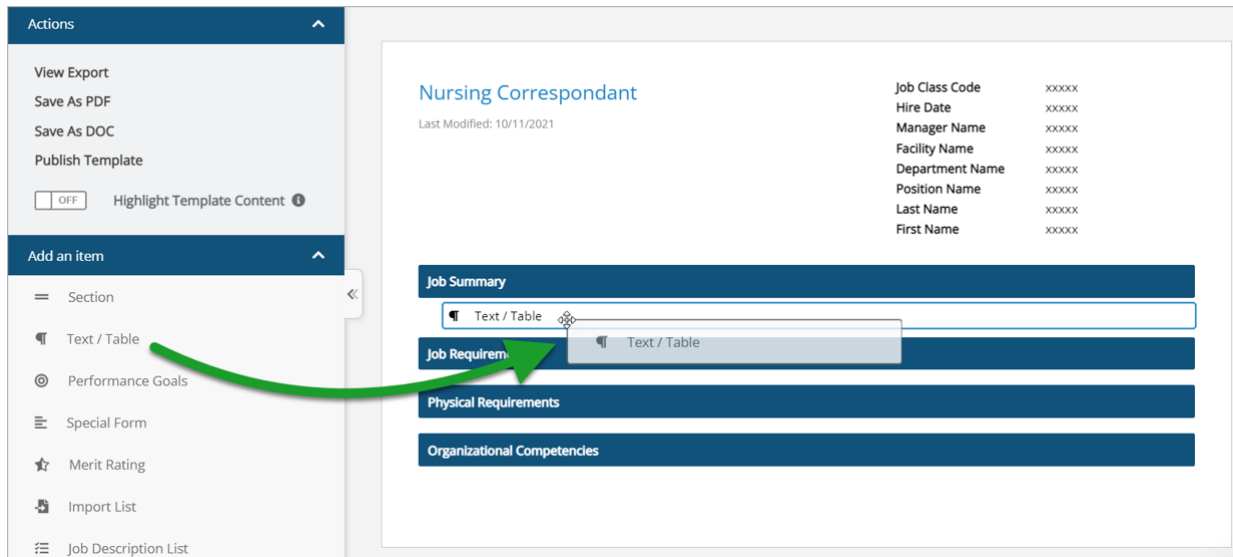 Actions
View Export
Save As PDF
Save As DOC
Publish Template
OFF Highlight Template Content
Add an item
Section
Text / Table
Performance Goals
Special Form
Merit Rating
Import List
Job Description List
Nursing Correspondant
Last Modified: 10/11/2021
Job Class Code xxxxx
Hire Date xxxxx
Manager Name xxxxx
Facility Name xxxxx
Department Name xxxxx
Position Name xxxxx
Last Name xxxxx
First Name xxxxx
Job Summary
¶ Text / Table
¶ Text / Table
Job Requirem
Physical Requirements
Organizational Competencies